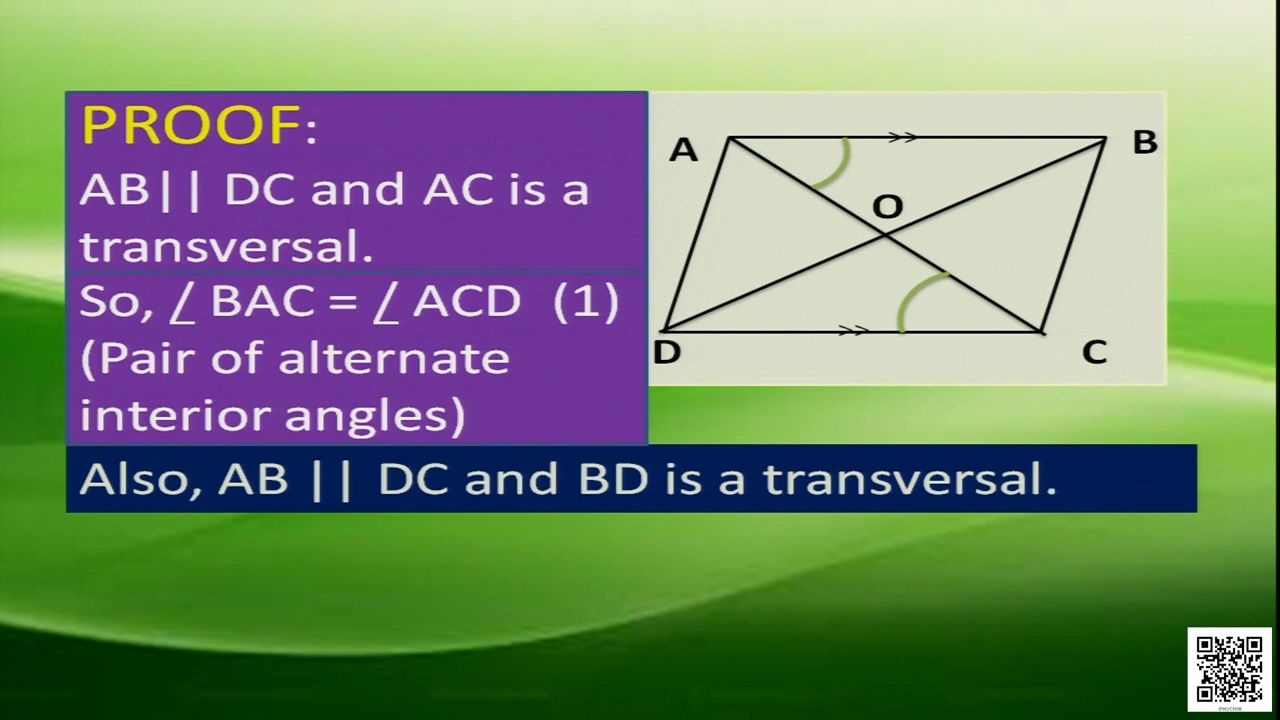 PROOF:
AB|| DC and AC is a
transversal.
So, / BAC = / ACD (1)
(Pair of alternate
interior angles)
Also, AB || DC and BD is a transversal.
A
B
O
D
C